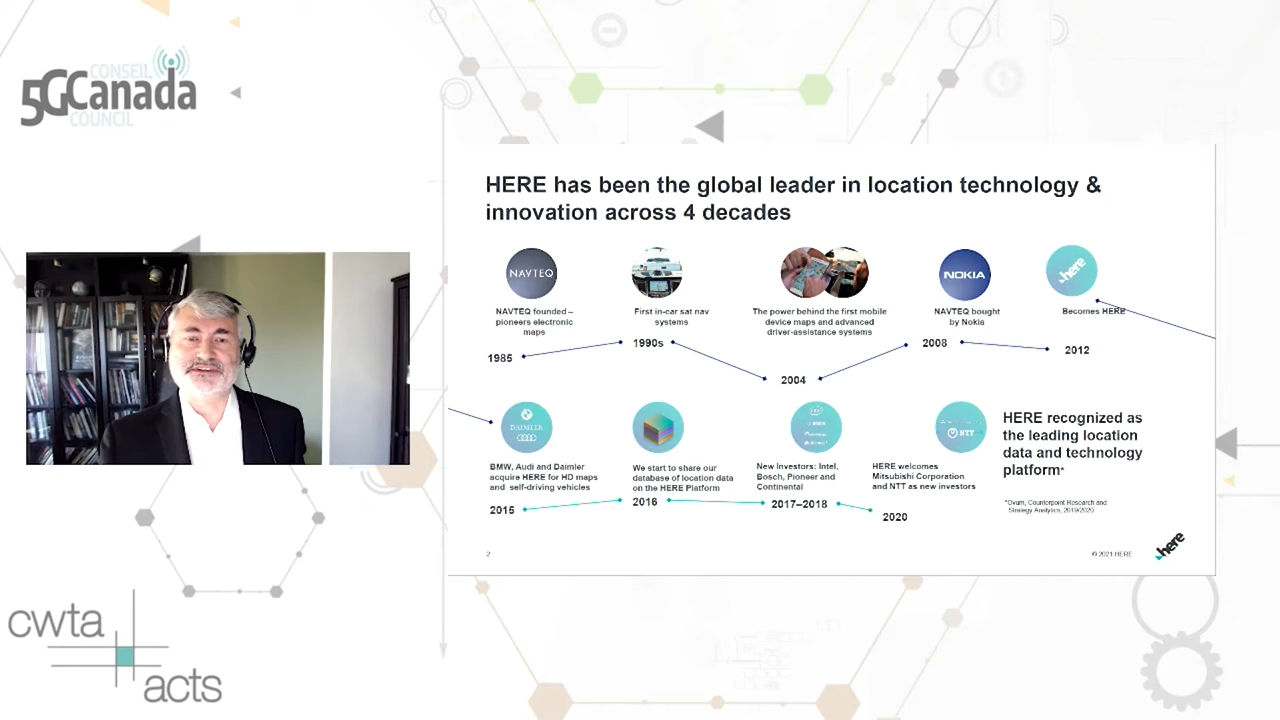 CONSEIL
5GCanada
COUNCIL
HERE has been the global leader in location technology &
innovation across 4 decades
NAVTEQ
NOKIA
here
NAVTEQ founded –
pioneers electronic
maps
First in-car sat nav
systems
The power behind the first mobile
device maps and advanced
driver-assistance systems
NAVTEQ bought
by Nokia
Becomes HERE
1985
1990s
2004
2008
2012
DAIMLER
NTT
BMW, Audi and Daimler
acquire HERE for HD maps
and self-driving vehicles
We start to share our
database of location data
on the HERE Platform
New Investors: Intel,
Bosch, Pioneer and
Continental
HERE welcomes
Mitsubishi Corporation
and NTT as new investors
2015
2016
2017–2018
2020
HERE recognized as
the leading location
data and technology
platform*
*Ovum, Counterpoint Research and
Strategy Analytics, 2019/2020
2
© 2021 HERE
here
cwta
acts